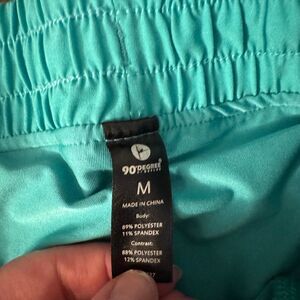 90°DEGREE
M
MADE IN CHINA
Body:
89% POLYESTER
11% SPANDEX
Contrast:
88% POLYESTER
12% SPANDEX